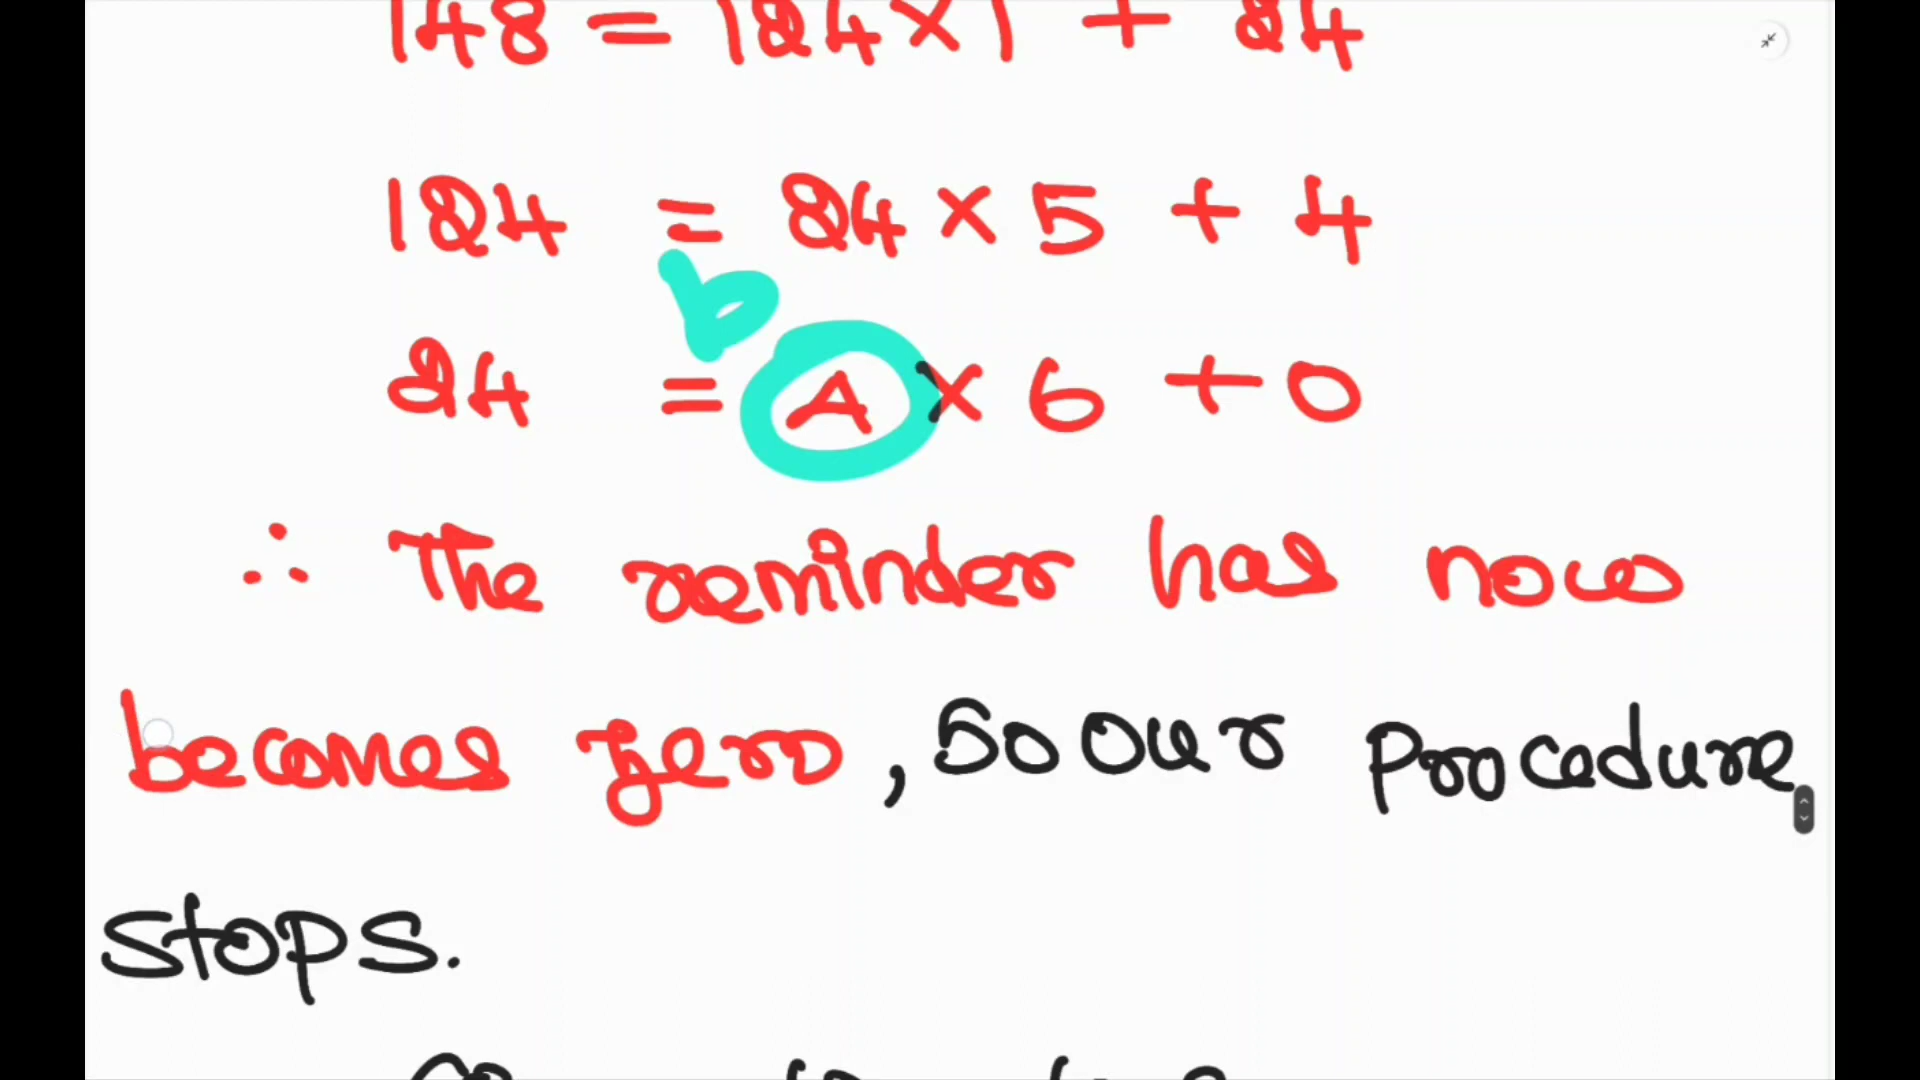 148 = 124 × 1 + 24
124 = 24 × 5 + 4
b
24 = 4 × 6 + 0
∴ The reminder has now
becomes zero, so our procedure
stops.